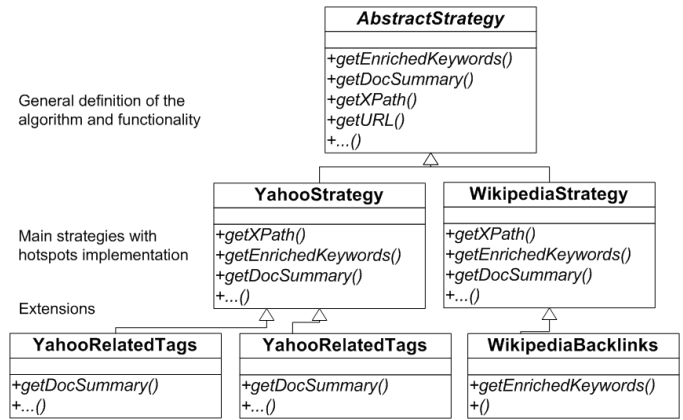 AbstractStrategy
+getEnrichedKeywords()
+getDocSummary()
+getXPath()
+getURL()
+...()
General definition of the
algorithm and functionality
YahooStrategy
+getXPath()
+getEnrichedKeywords()
+getDocSummary()
+...()
WikipediaStrategy
+getXPath()
+getEnrichedKeywords()
+getDocSummary()
+...()
Main strategies with
hotspots implementation
Extensions
YahooRelatedTags
+getDocSummary()
+...()
YahooRelatedTags
+getDocSummary()
+...()
WikipediaBacklinks
+getEnrichedKeywords()
+()